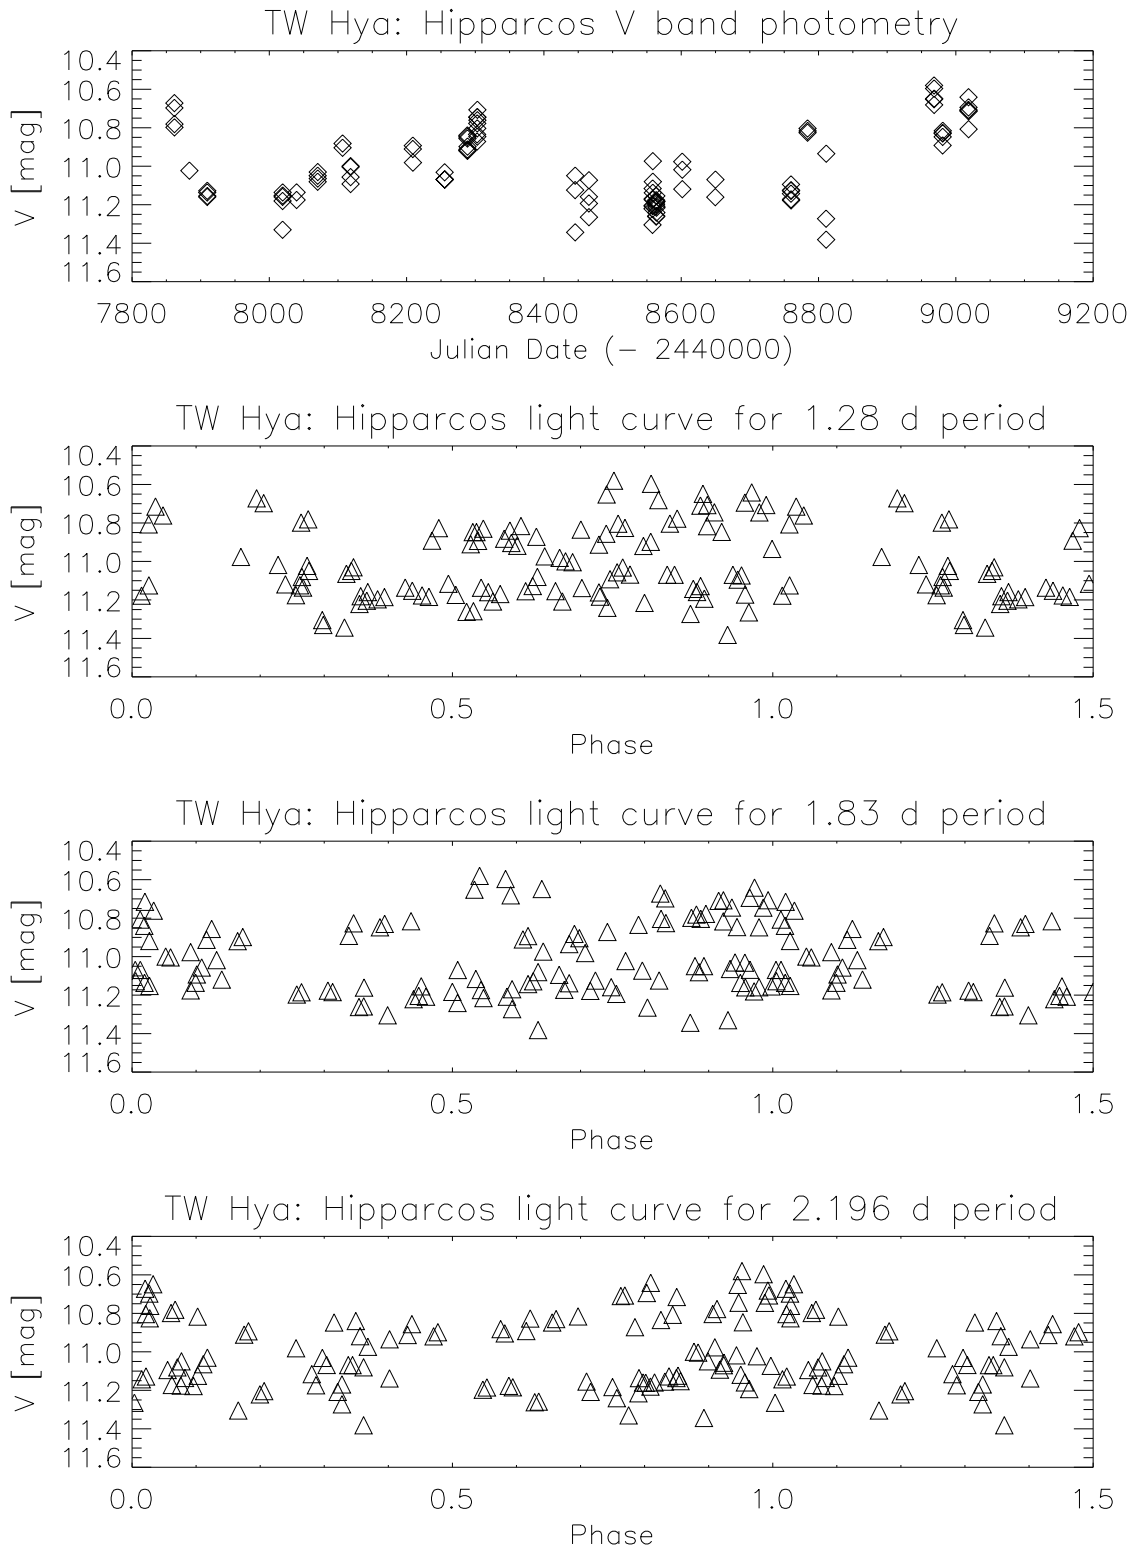 TW Hya: Hipparcos V band photometry
10.4
10.6
10.8
11.0
11.2
11.4
11.6
V [mag]
7800 8000 8200 8400 8600 8800 9000 9200
Julian Date (− 2440000)
TW Hya: Hipparcos light curve for 1.28 d period
10.4
10.6
10.8
11.0
11.2
11.4
11.6
V [mag]
0.0 0.5 1.0 1.5
Phase
TW Hya: Hipparcos light curve for 1.83 d period
10.4
10.6
10.8
11.0
11.2
11.4
11.6
V [mag]
0.0 0.5 1.0 1.5
Phase
TW Hya: Hipparcos light curve for 2.196 d period
10.4
10.6
10.8
11.0
11.2
11.4
11.6
V [mag]
0.0 0.5 1.0 1.5
Phase